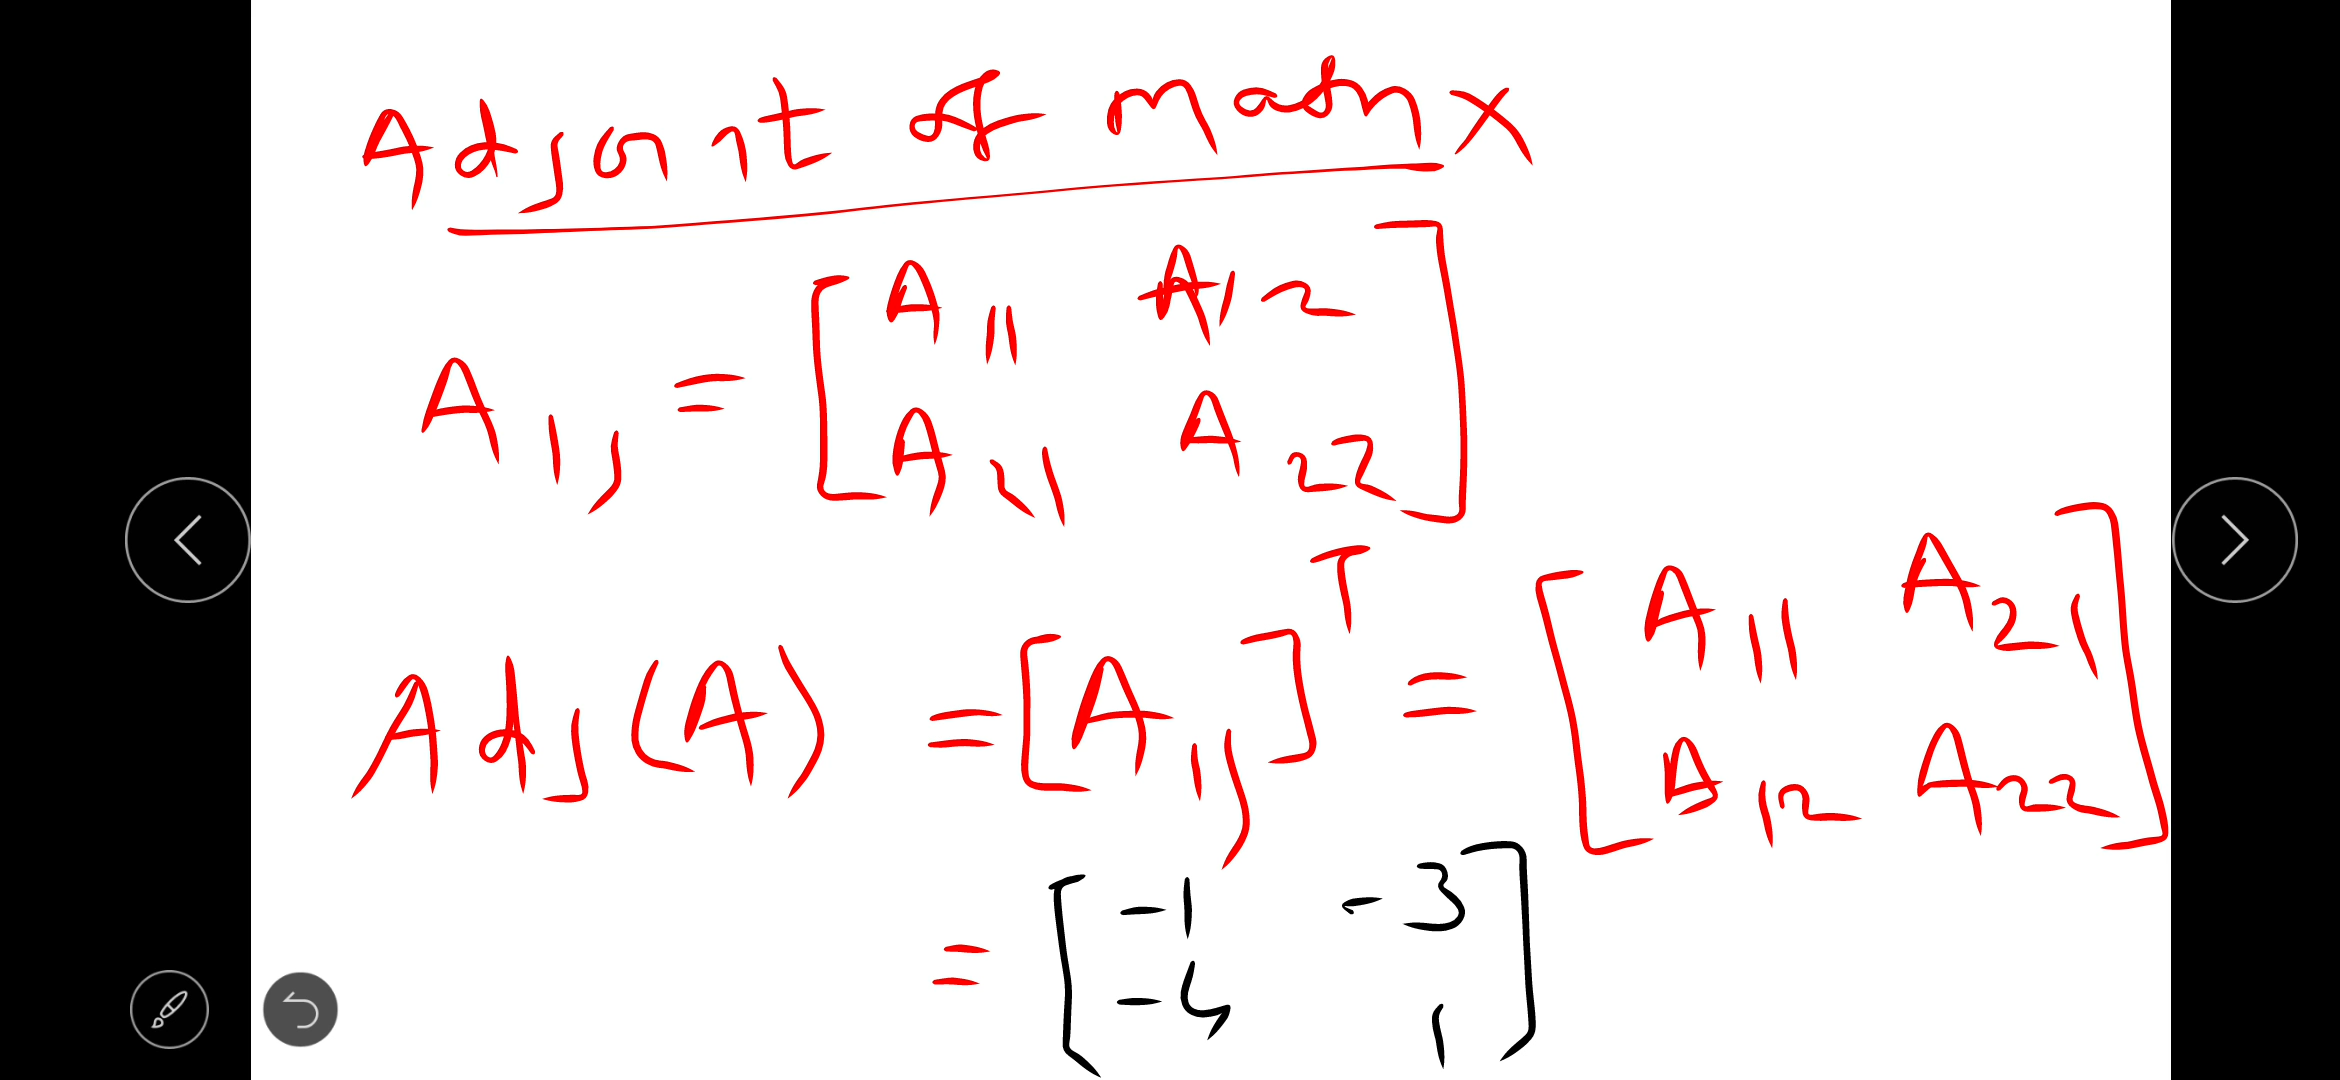 Adjoint of matrix
Aij = [A11 A12
A21 A22]
Adj(A) = [Aij]^T = [A11 A21
A12 A22]
= [-1 -3
-4 1]